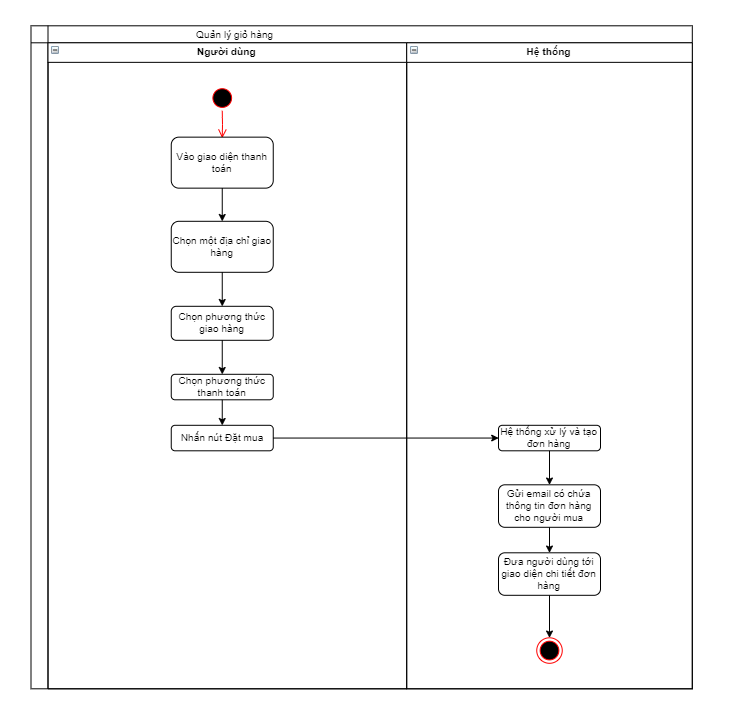 Quản lý giỏ hàng
Người dùng
Hệ thống
Vào giao diện thanh
toán
Chọn một địa chỉ giao
hàng
Chọn phương thức
giao hàng
Chọn phương thức
thanh toán
Nhấn nút Đặt mua
Hệ thống xử lý và tạo
đơn hàng
Gửi email có chứa
thông tin đơn hàng
cho người mua
Đưa người dùng tới
giao diện chi tiết đơn
hàng